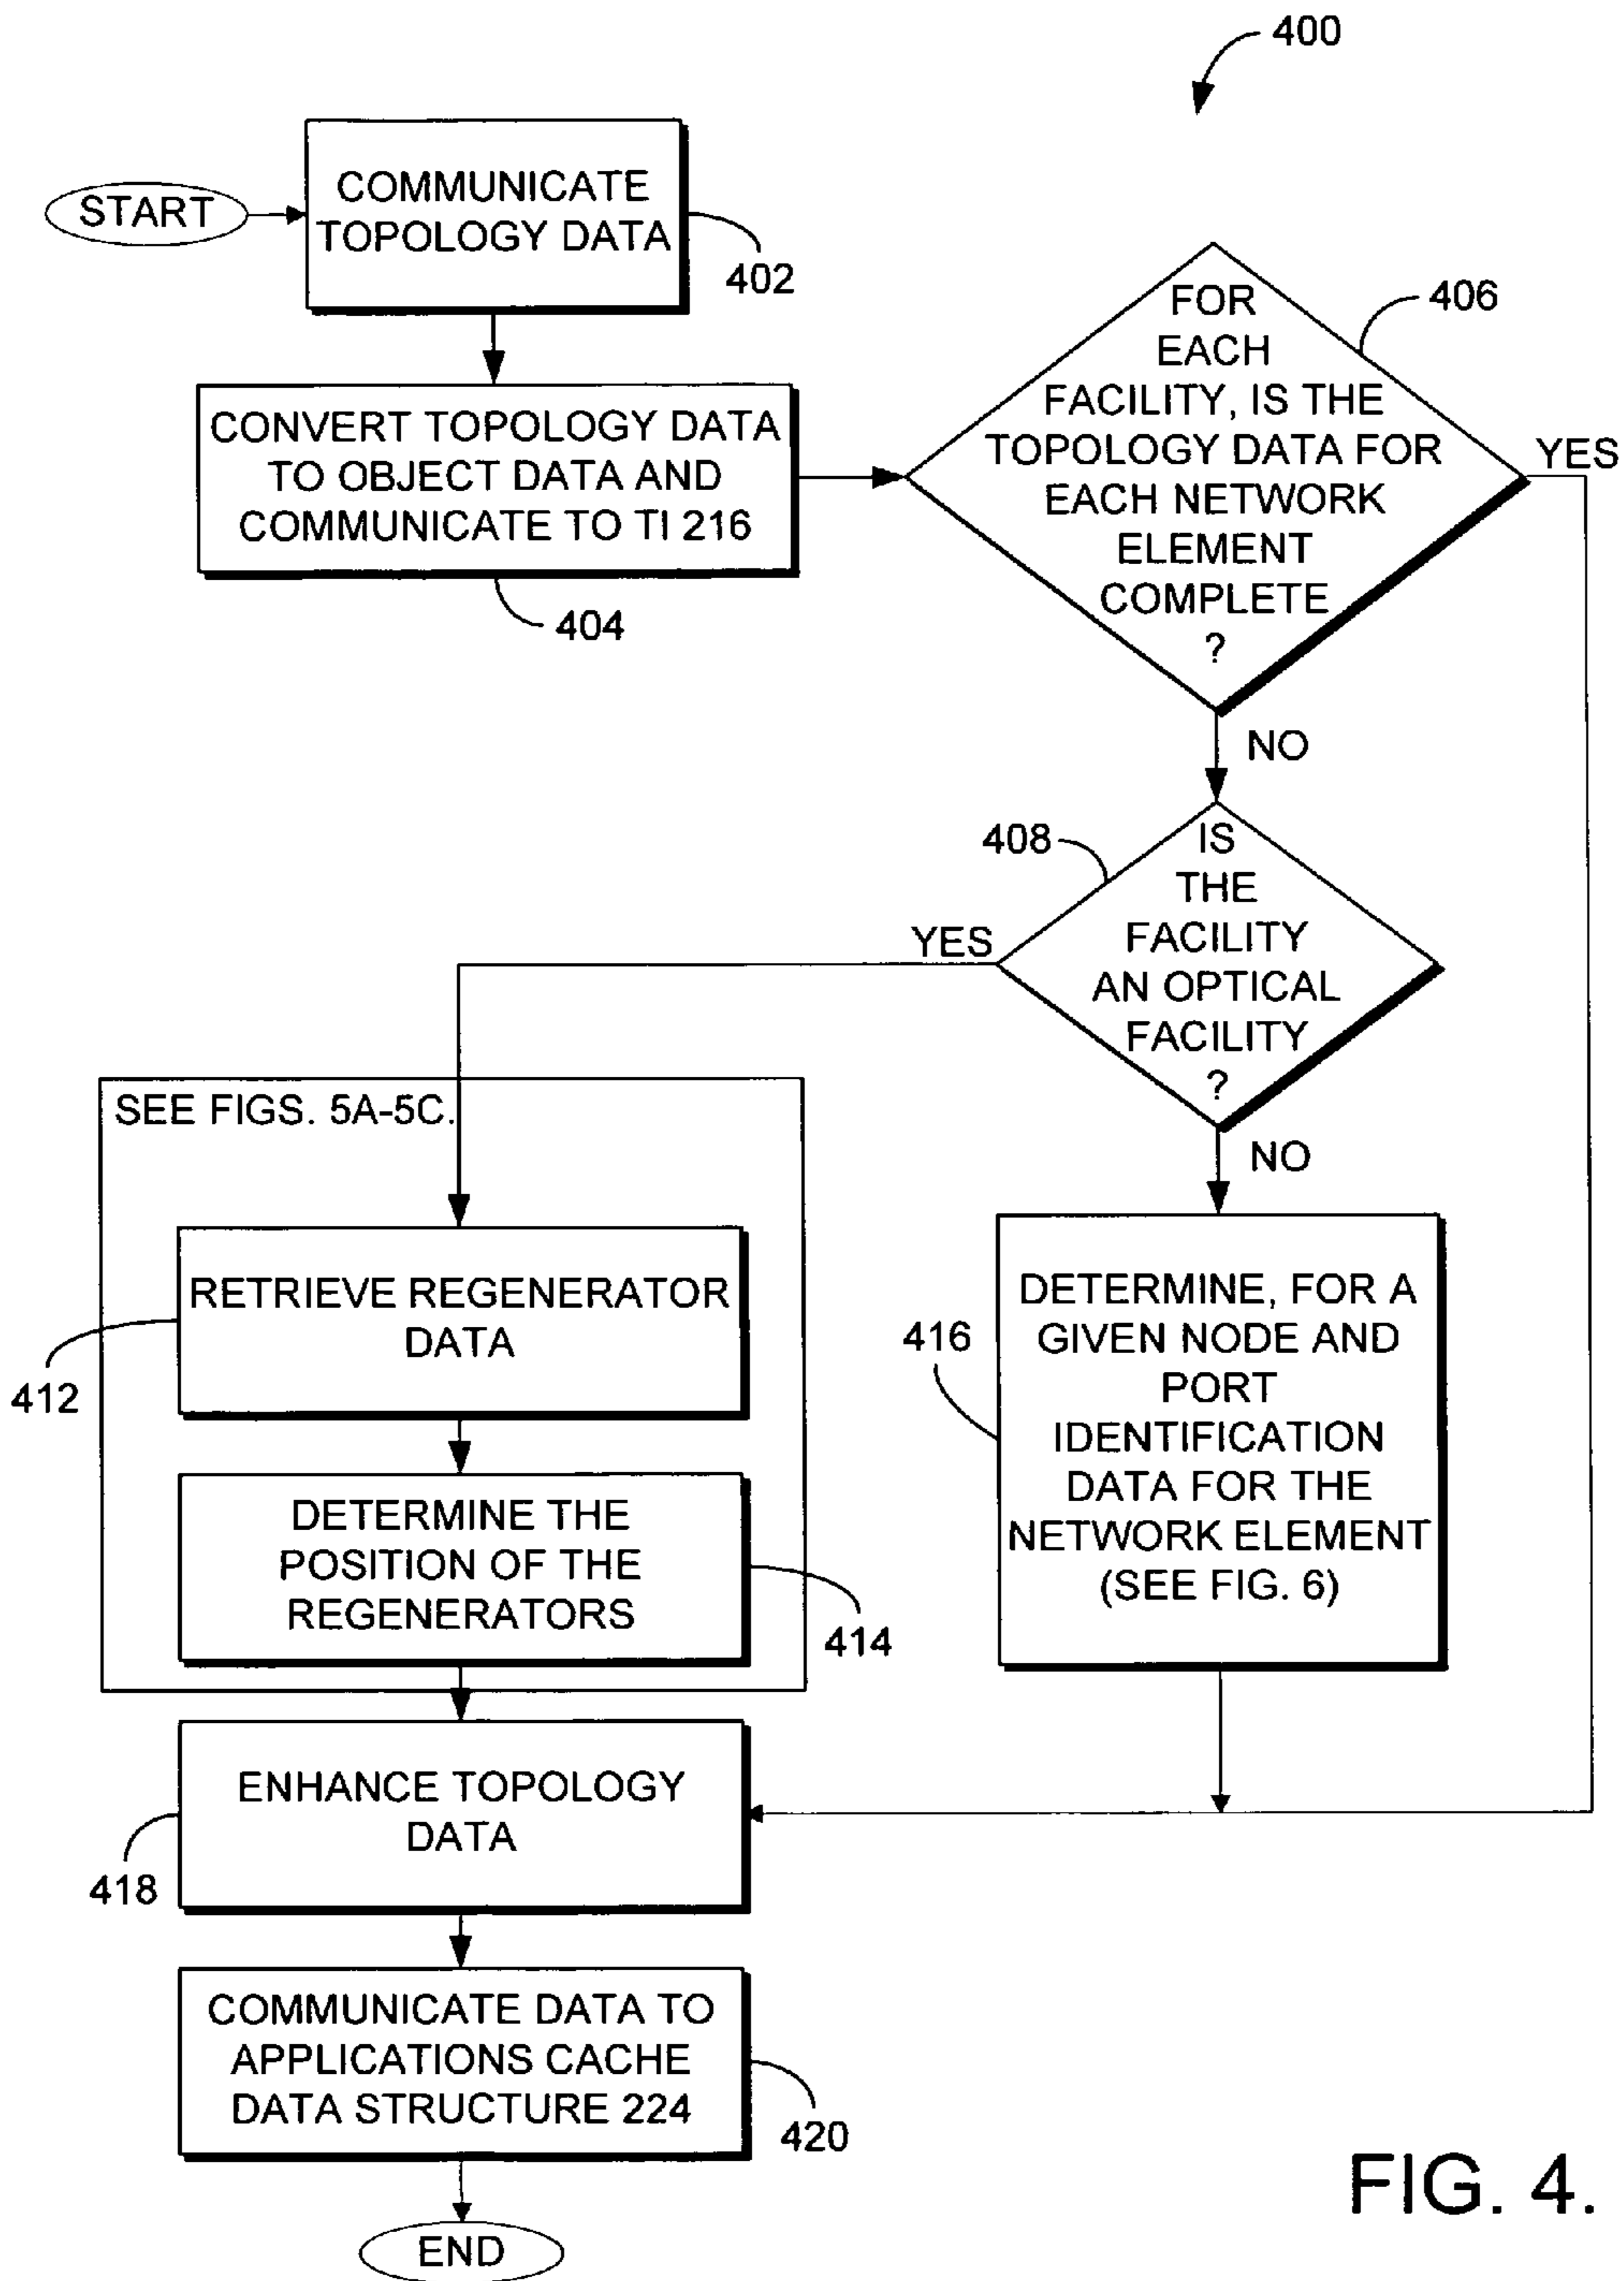 400
START
COMMUNICATE
TOPOLOGY DATA
402
CONVERT TOPOLOGY DATA
TO OBJECT DATA AND
COMMUNICATE TO TI 216
404
FOR
EACH
FACILITY, IS THE
TOPOLOGY DATA FOR
EACH NETWORK
ELEMENT
COMPLETE
?
406
YES
NO
408
IS
THE
FACILITY
AN OPTICAL
FACILITY
?
YES
NO
SEE FIGS. 5A-5C.
RETRIEVE REGENERATOR
DATA
412
DETERMINE THE
POSITION OF THE
REGENERATORS
414
416
DETERMINE, FOR A
GIVEN NODE AND
PORT
IDENTIFICATION
DATA FOR THE
NETWORK ELEMENT
(SEE FIG. 6)
ENHANCE TOPOLOGY
DATA
418
COMMUNICATE DATA TO
APPLICATIONS CACHE
DATA STRUCTURE 224
420
END
FIG. 4.